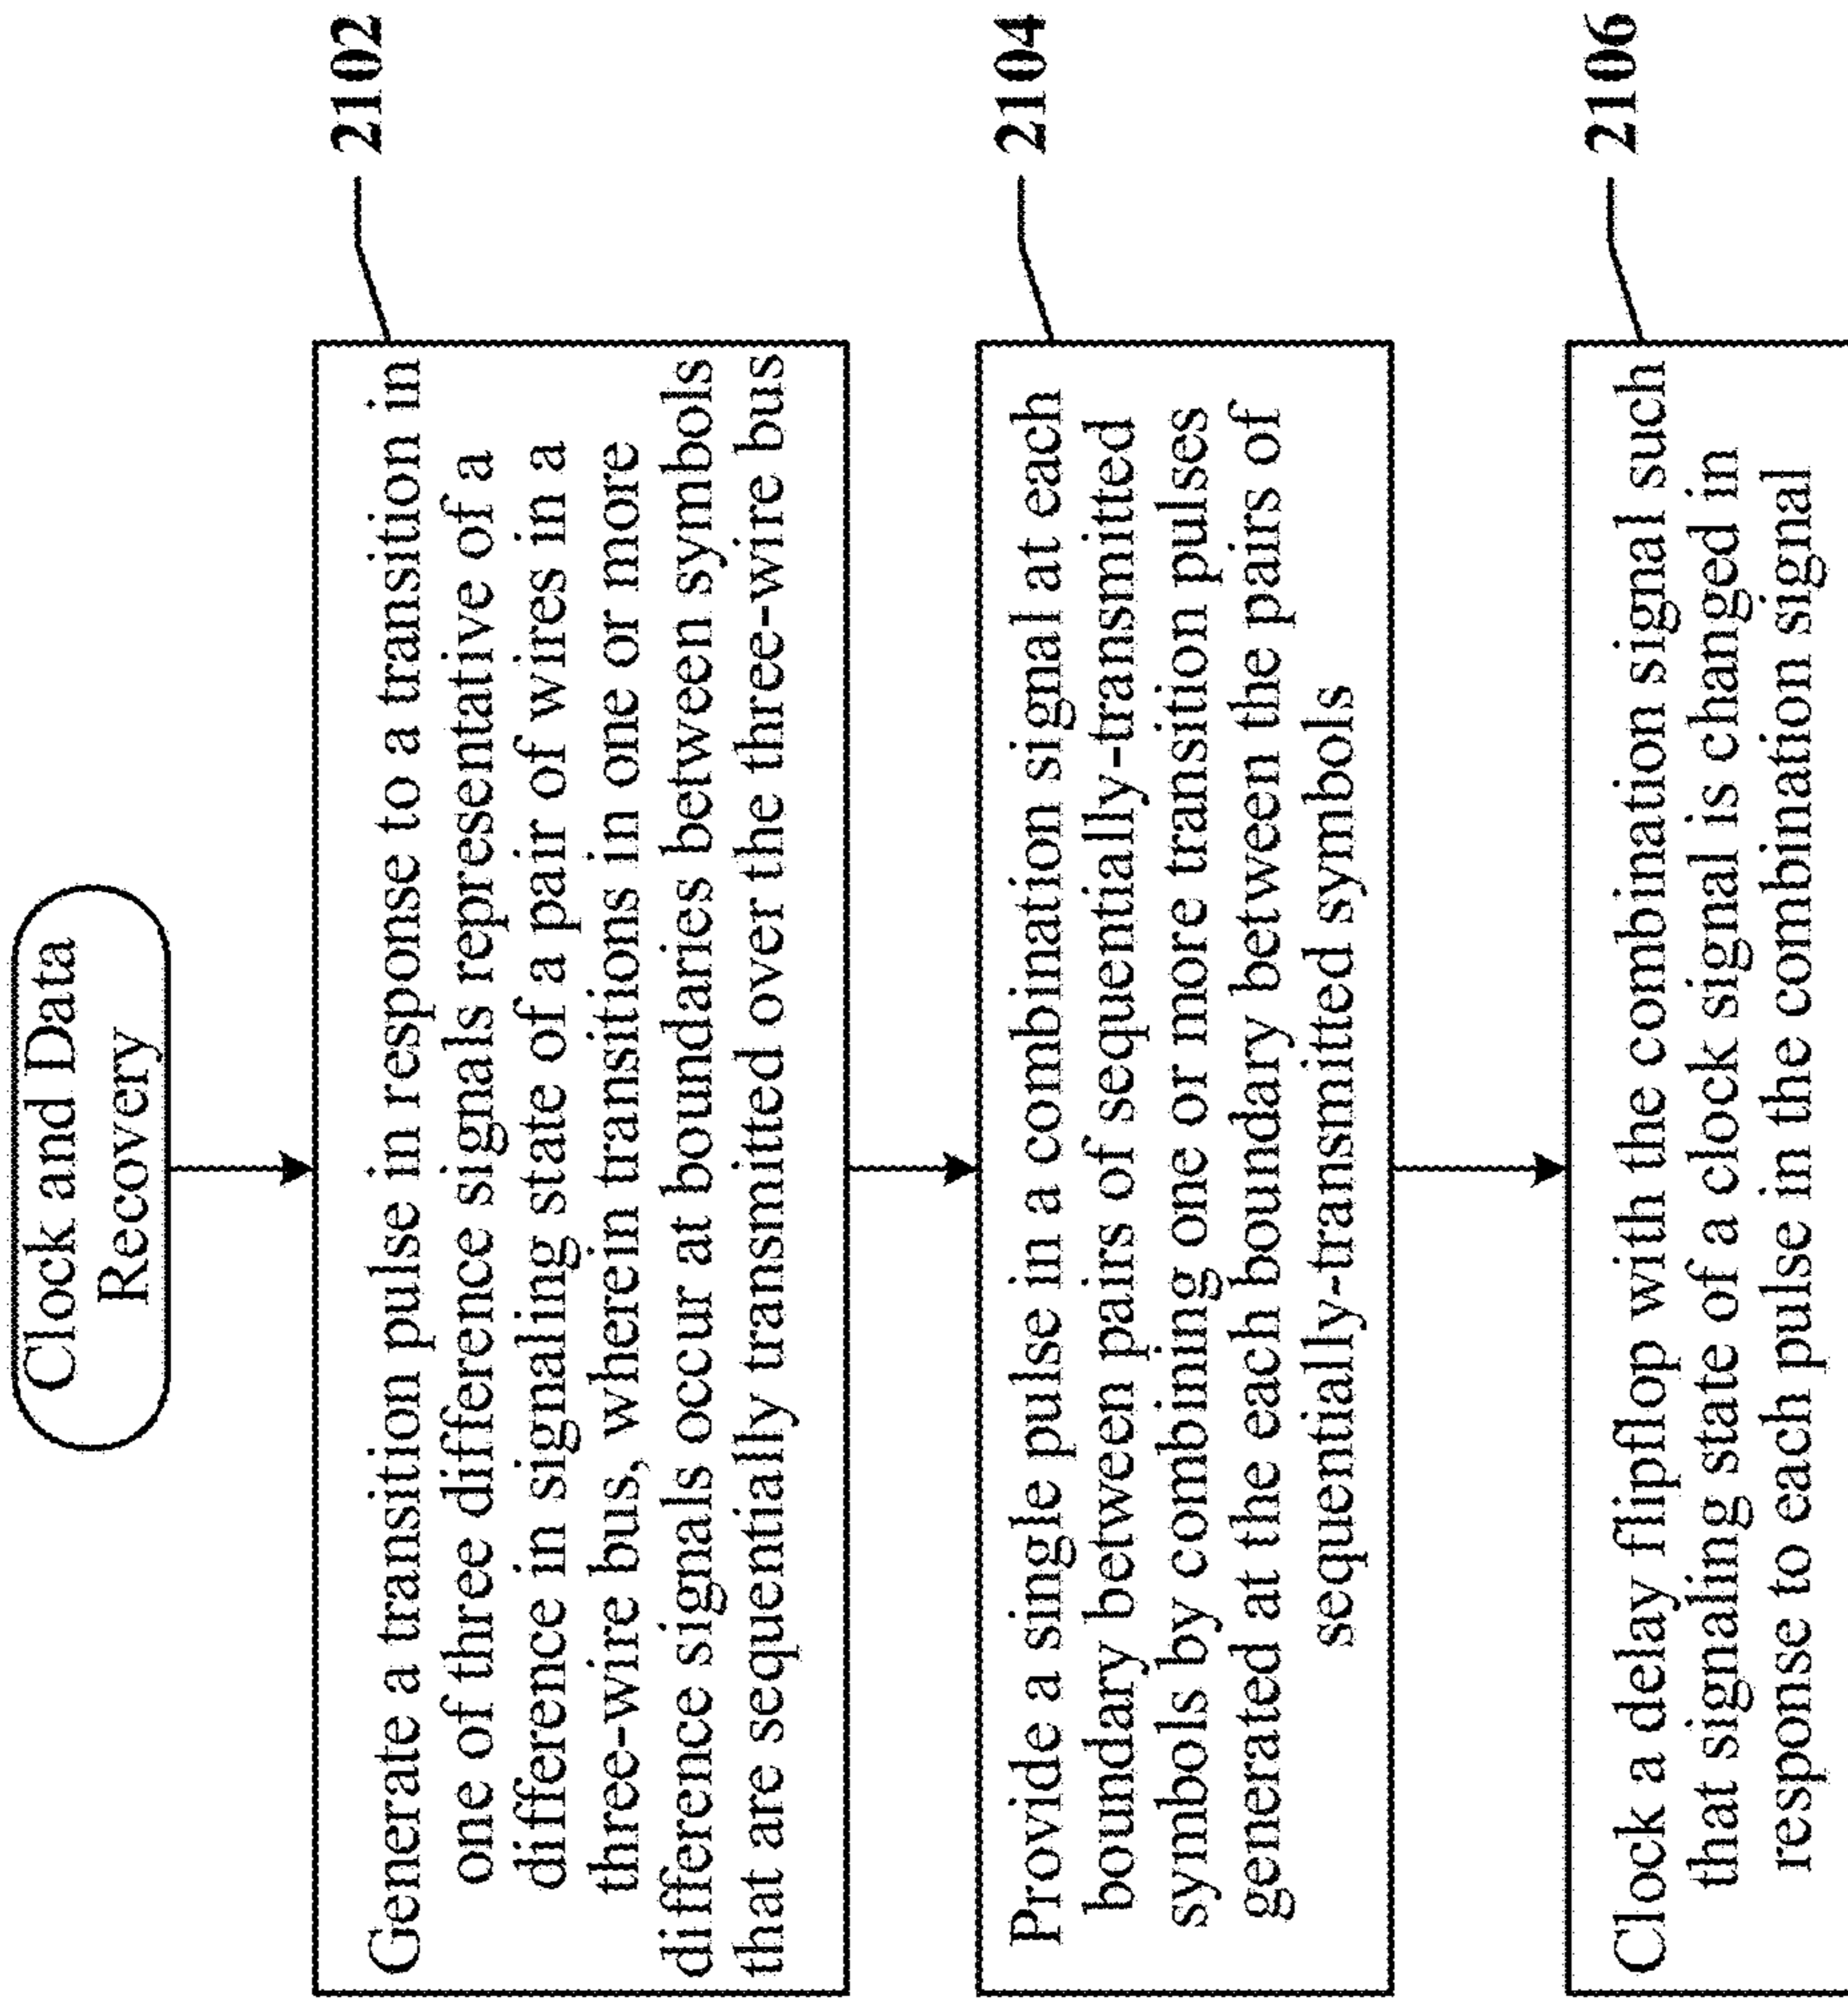 Clock and Data
Recovery
2102
Generate a transition pulse in response to a transition in
one of three difference signals representative of a
difference in signaling state of a pair of wires in a
three-wire bus, wherein transitions in one or more
difference signals occur at boundaries between symbols
that are sequentially transmitted over the three-wire bus
2104
Provide a single pulse in a combination signal at each
boundary between pairs of sequentially-transmitted
symbols by combining one or more transition pulses
generated at the each boundary between the pairs of
sequentially-transmitted symbols
2106
Clock a delay flipflop with the combination signal such
that signaling state of a clock signal is changed in
response to each pulse in the combination signal